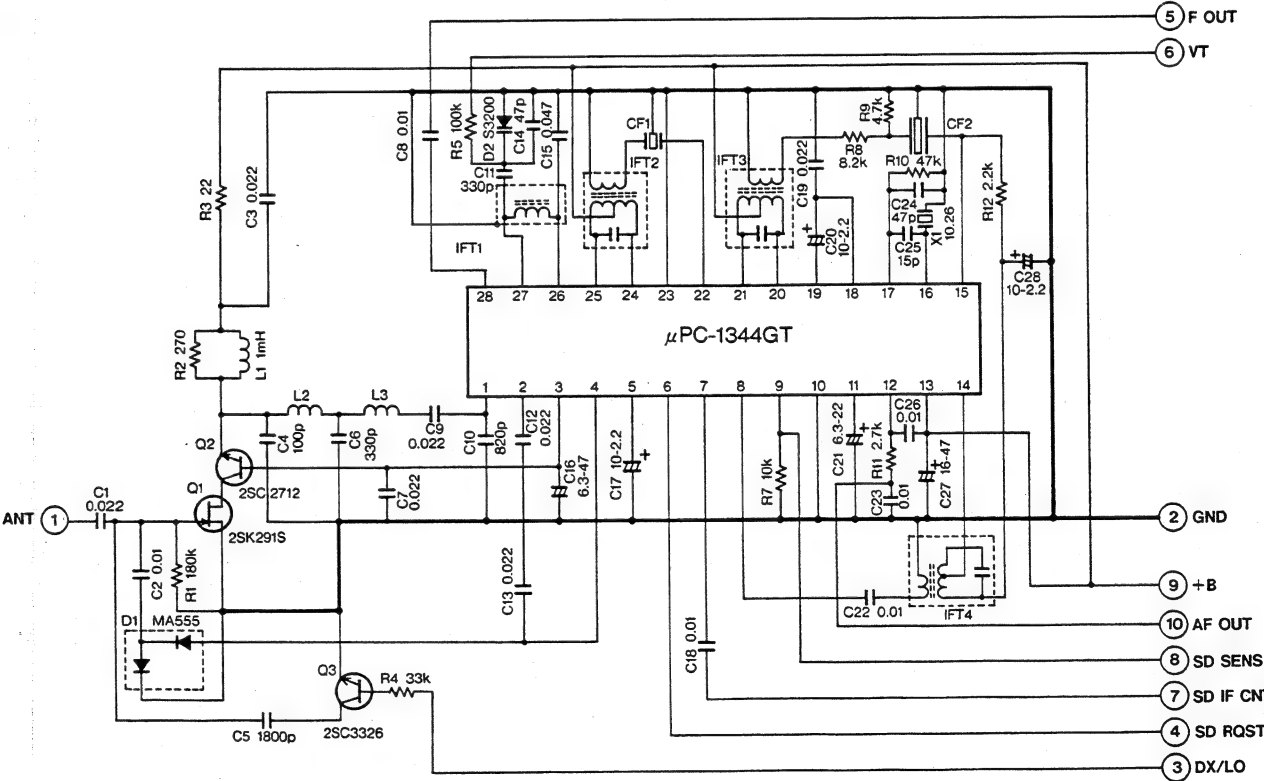 5 F OUT
6 VT
C8 0.01
R5 100k
D2 S3200
C14 47p
C15 0.047
CF1
R9 4.7k
CF2
C11
330p
IFT2
IFT3
C19 0.022
R8
8.2k
R10 47k
R12 2.2k
R3 22
C3 0.022
C24
47p
X1
10.26
IFT1
+
C20
10-2.2
C25
15p
+
C28
10-2.2
28 27 26 25 24 23 22 21 20 19 18 17 16 15
μPC-1344GT
1 2 3 4 5 6 7 8 9 10 11 12 13 14
R2 270
L1 1mH
L2
L3
C9
0.022
C4
100p
C6
330p
C10
820p
C12
0.022
C17 10-2.2
+
C21 6.3-22
+
R11 2.7k
C26
0.01
C27 16-47
+
Q2
2SC2712
C7
0.022
C16
6.3-47
R7 10k
C23
0.01
Q1
C1
0.022
ANT 1
2SK291S
2 GND
C2 0.01
R1 180k
C13 0.022
C22 0.01
IFT4
9 +B
D1 MA555
C18 0.01
10 AF OUT
8 SD SENS
Q3
R4 33k
7 SD IF CNT
C5 1800p
2SC3326
4 SD RQST
3 DX/LO